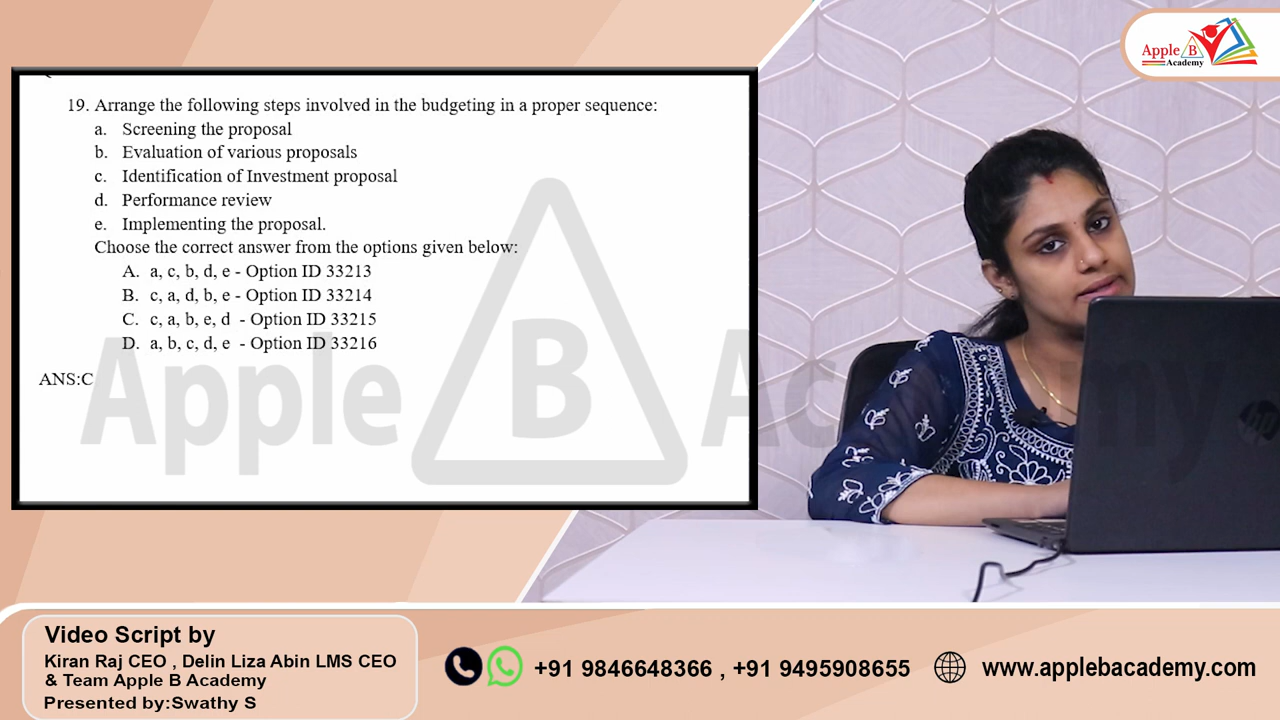 Apple B
Academy
19. Arrange the following steps involved in the budgeting in a proper sequence:
a. Screening the proposal
b. Evaluation of various proposals
c. Identification of Investment proposal
d. Performance review
e. Implementing the proposal.
Choose the correct answer from the options given below:
A. a, c, b, d, e - Option ID 33213
B. c, a, d, b, e - Option ID 33214
C. c, a, b, e, d - Option ID 33215
D. a, b, c, d, e - Option ID 33216
ANS:C
Apple B Academy
Video Script by
Kiran Raj CEO , Delin Liza Abin LMS CEO
& Team Apple B Academy
Presented by:Swathy S
+91 9846648366 , +91 9495908655
www.applebacademy.com